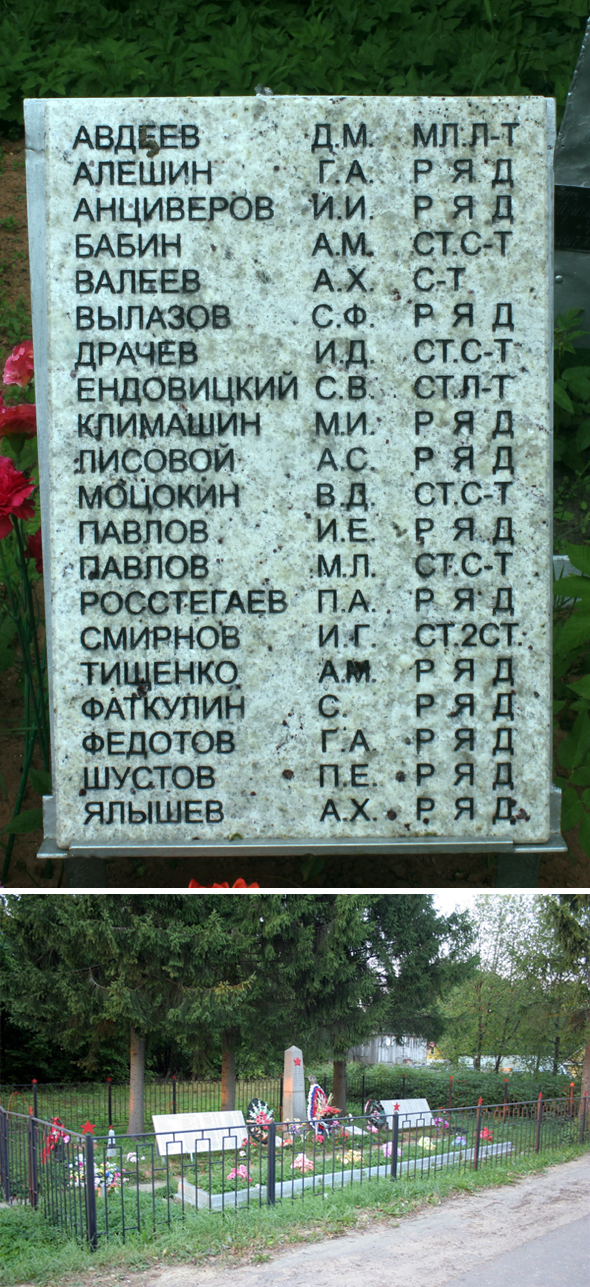 АВДЕЕВ Д.М. МЛ.Л-Т
АЛЕШИН Г.А. Р Я Д
АНЦИВЕРОВ И.И. Р Я Д
БАБИН А.М. СТ.С-Т
ВАЛЕЕВ А.Х. С-Т.
ВЫЛАЗОВ С.Ф. Р Я Д
ДРАЧЕВ И.Д. СТ.С-Т
ЕНДОВИЦКИЙ С.В. СТ.Л-Т
КЛИМАШИН М.И. Р Я Д
ЛИСОВОЙ А.С. Р Я Д
МОЦОКИН В.Д. СТ.С-Т
ПАВЛОВ И.Е. Р Я Д
ПАВЛОВ М.Л. СТ.С-Т
РОССТЕГАЕВ П.А. Р Я Д
СМИРНОВ И.Г. СТ.2СТ.
ТИЩЕНКО А.М. Р Я Д
ФАТКУЛИН С. Р Я Д
ФЕДОТОВ Г.А. Р Я Д
ШУСТОВ П.Е. Р Я Д
ЯЛЫШЕВ А.Х. Р Я Д